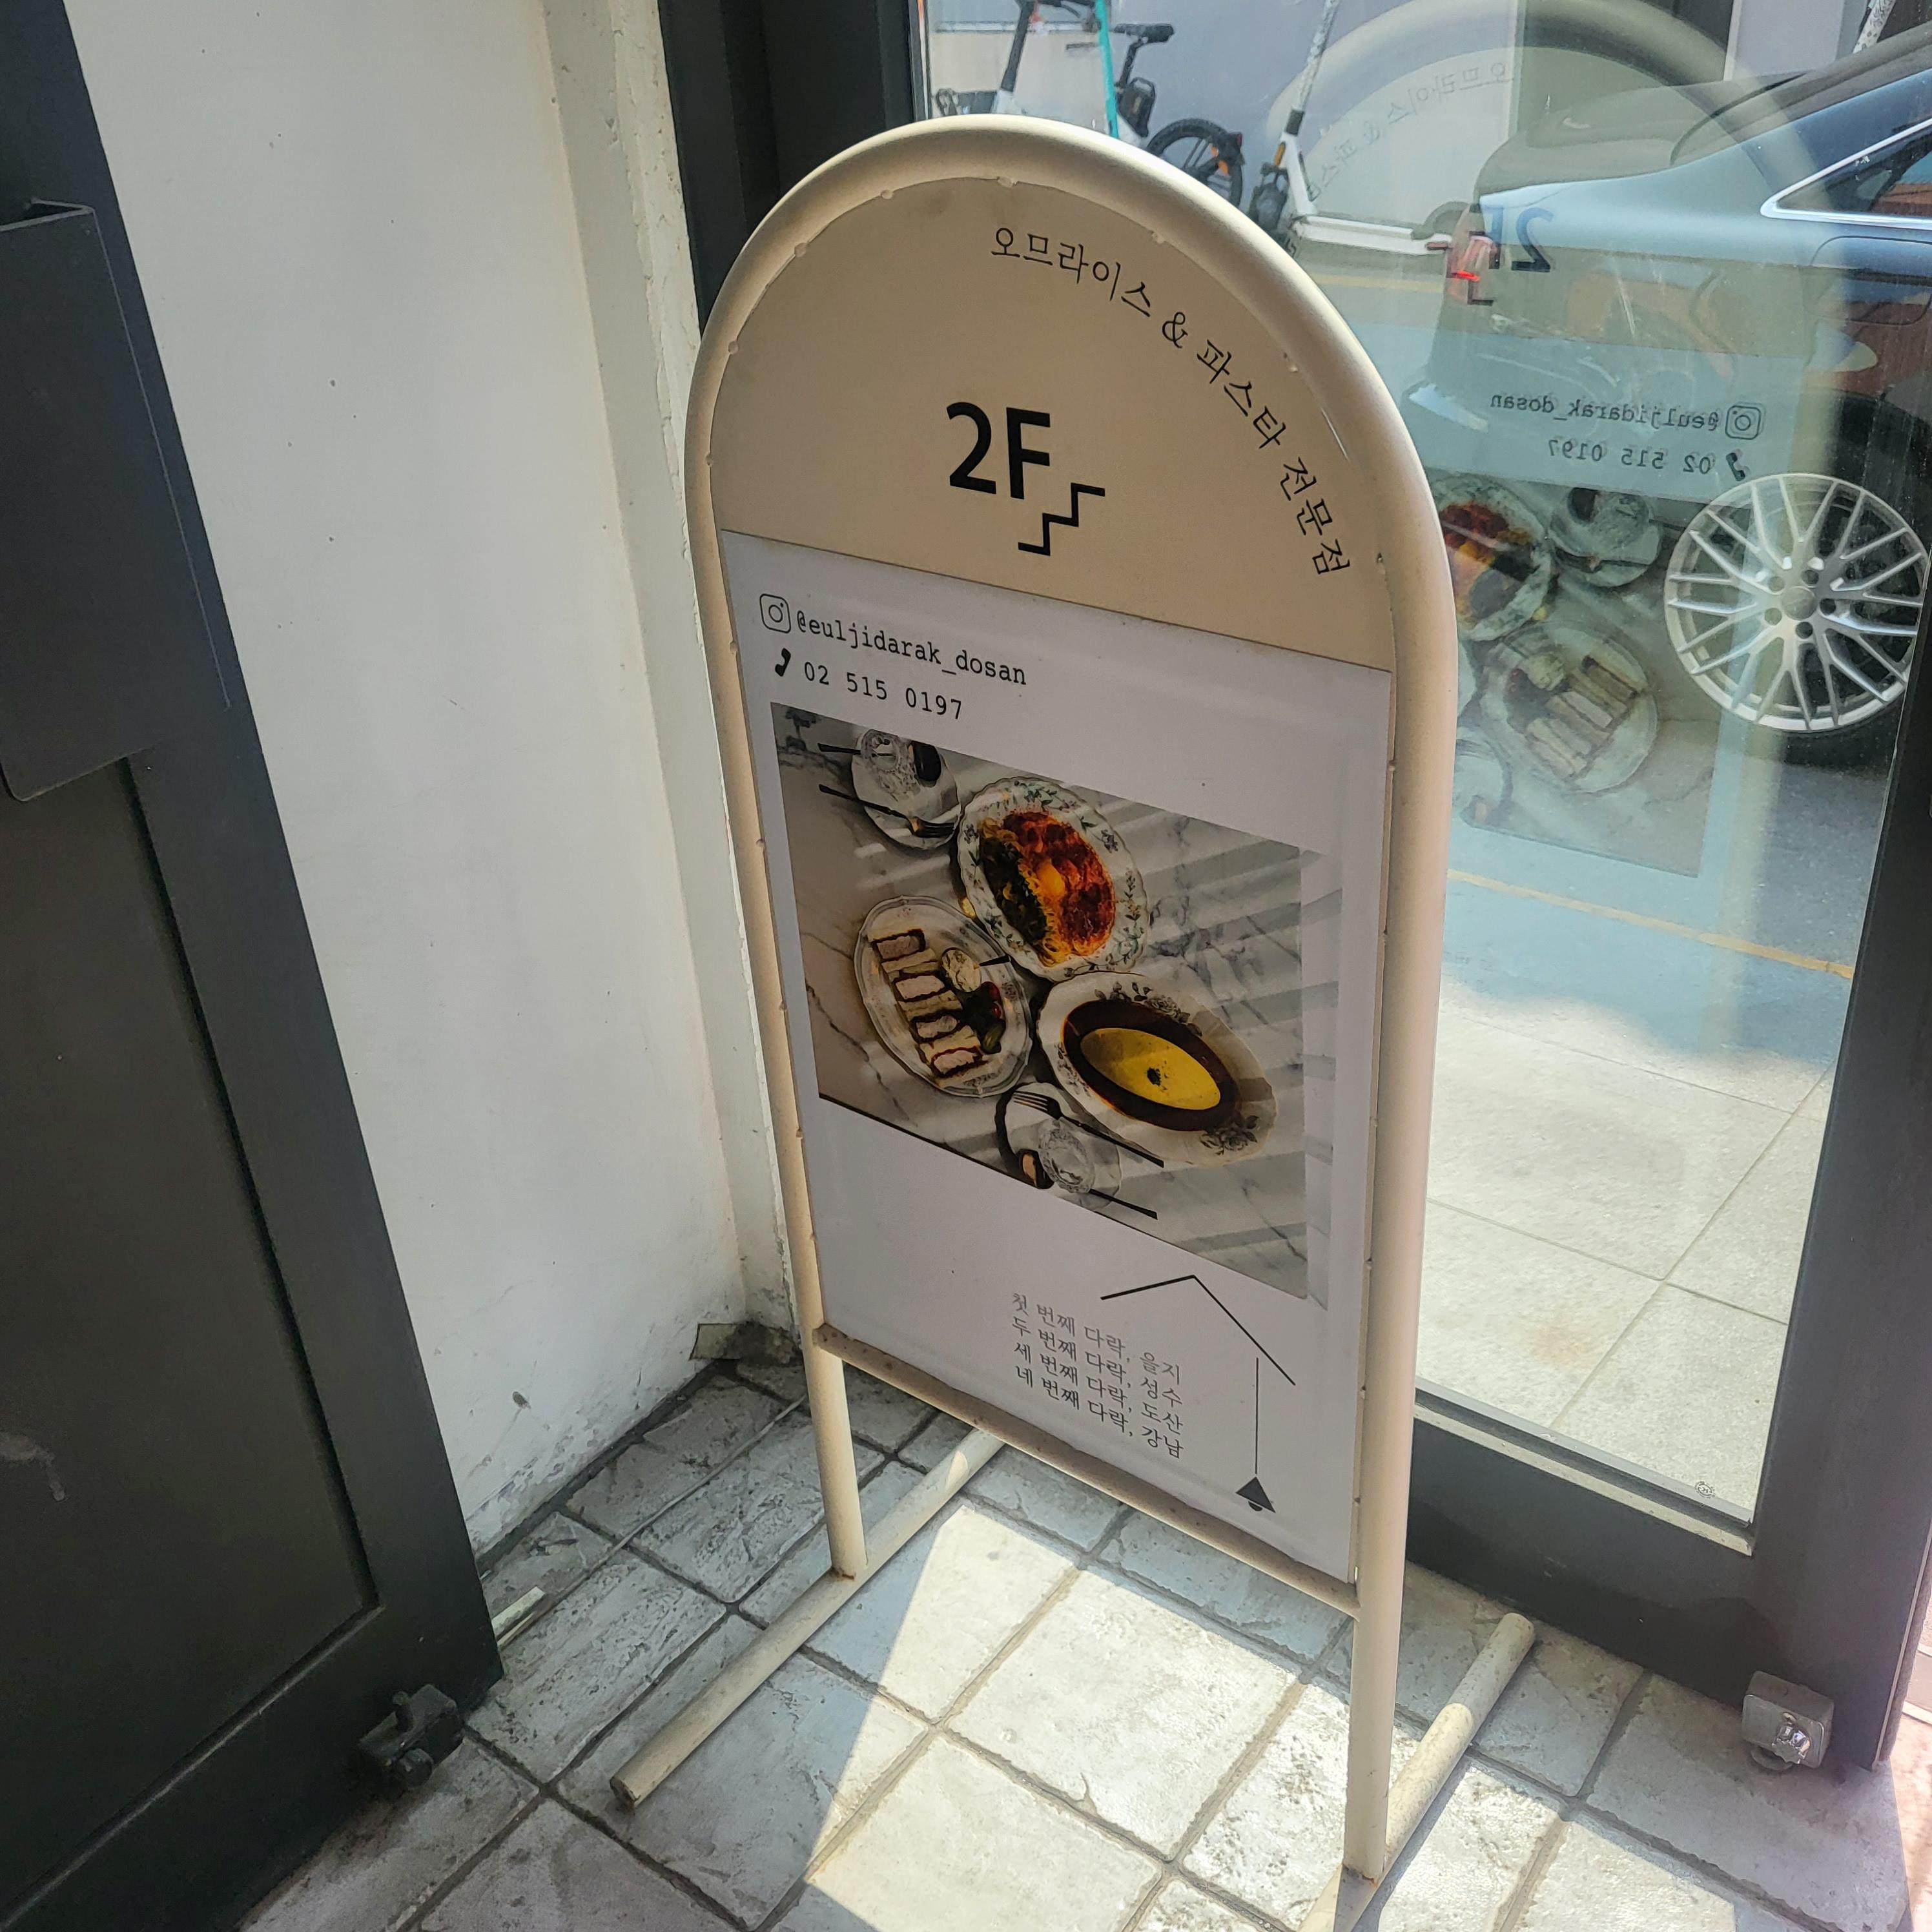 오므라이스 & 파스타 전문점
2F
@euljidarak_dosan
02 515 0197
첫 번째 다락, 을지
두 번째 다락, 성수
세 번째 다락, 도산
네 번째 다락, 강남